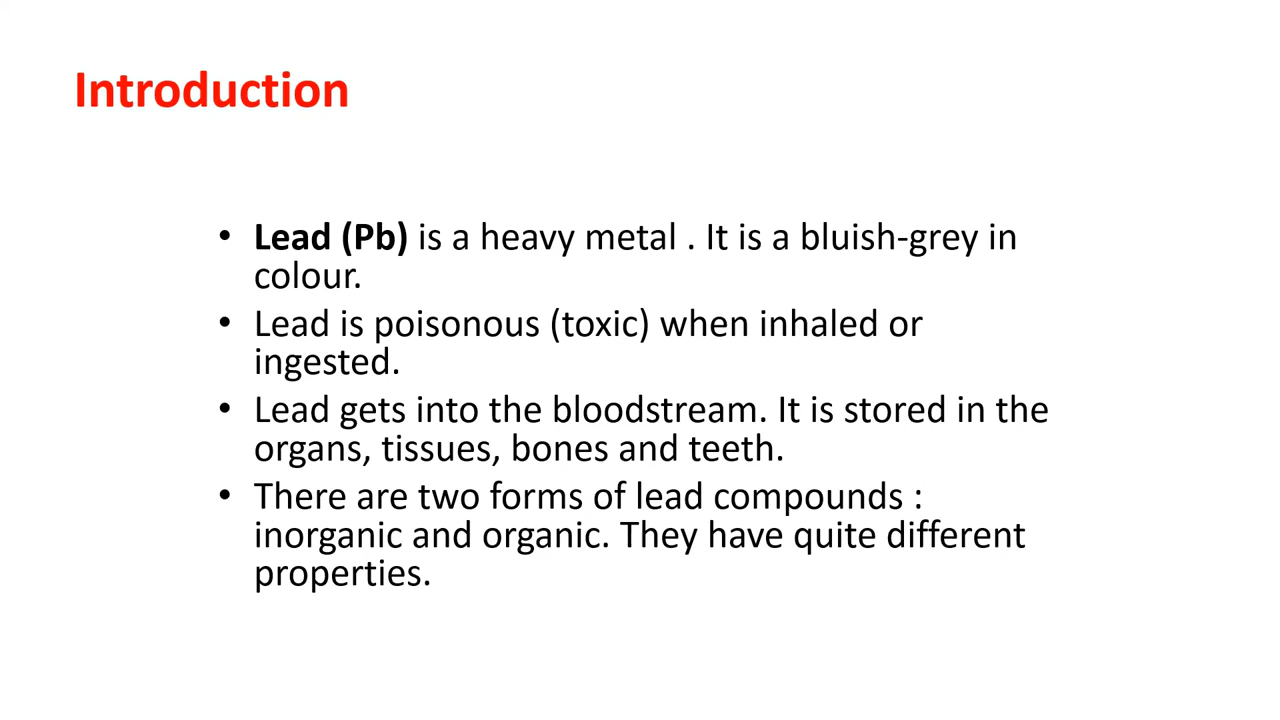 Introduction
• Lead (Pb) is a heavy metal . It is a bluish-grey in
colour.
• Lead is poisonous (toxic) when inhaled or
ingested.
• Lead gets into the bloodstream. It is stored in the
organs, tissues, bones and teeth.
• There are two forms of lead compounds :
inorganic and organic. They have quite different
properties.